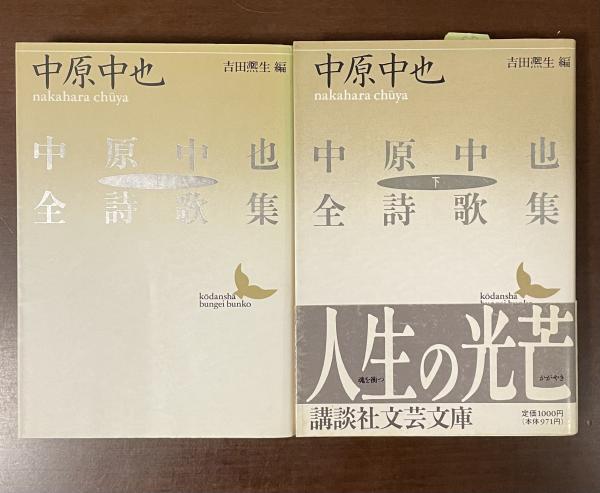 中原中也
nakahara chūya
吉田凞生 編
中原中也
全詩歌集
kōdansha
bungei bunko
中原中也
nakahara chūya
吉田凞生 編
中原中也
下
全詩歌集
kōdansha
人生の光芒
魂を衝つ
かがやき
講談社文芸文庫
定価1000円
(本体971円)